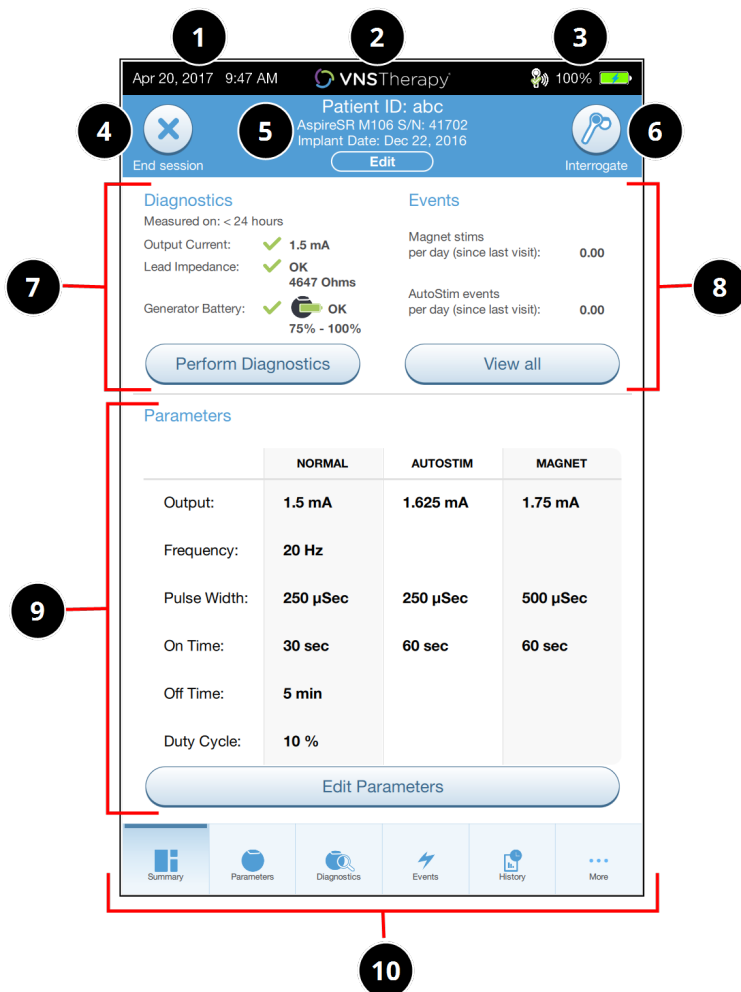 1 2 3
Apr 20, 2017 9:47 AM VNSTherapy 100%
Patient ID: abc
4 5 AspireSR M106 S/N: 41702 6
Implant Date: Dec 22, 2016
End session Edit Interrogate
Diagnostics Events
Measured on: < 24 hours
Output Current: 1.5 mA
Magnet stims
per day (since last visit): 0.00
Lead Impedance: OK
4647 Ohms
7 8
AutoStim events
per day (since last visit): 0.00
Generator Battery: OK
75% - 100%
Perform Diagnostics View all
Parameters
NORMAL AUTOSTIM MAGNET
Output: 1.5 mA 1.625 mA 1.75 mA
Frequency: 20 Hz
Pulse Width: 250 µSec 250 µSec 500 µSec
9
On Time: 30 sec 60 sec 60 sec
Off Time: 5 min
Duty Cycle: 10 %
Edit Parameters
Summary Parameters Diagnostics Events History More
10